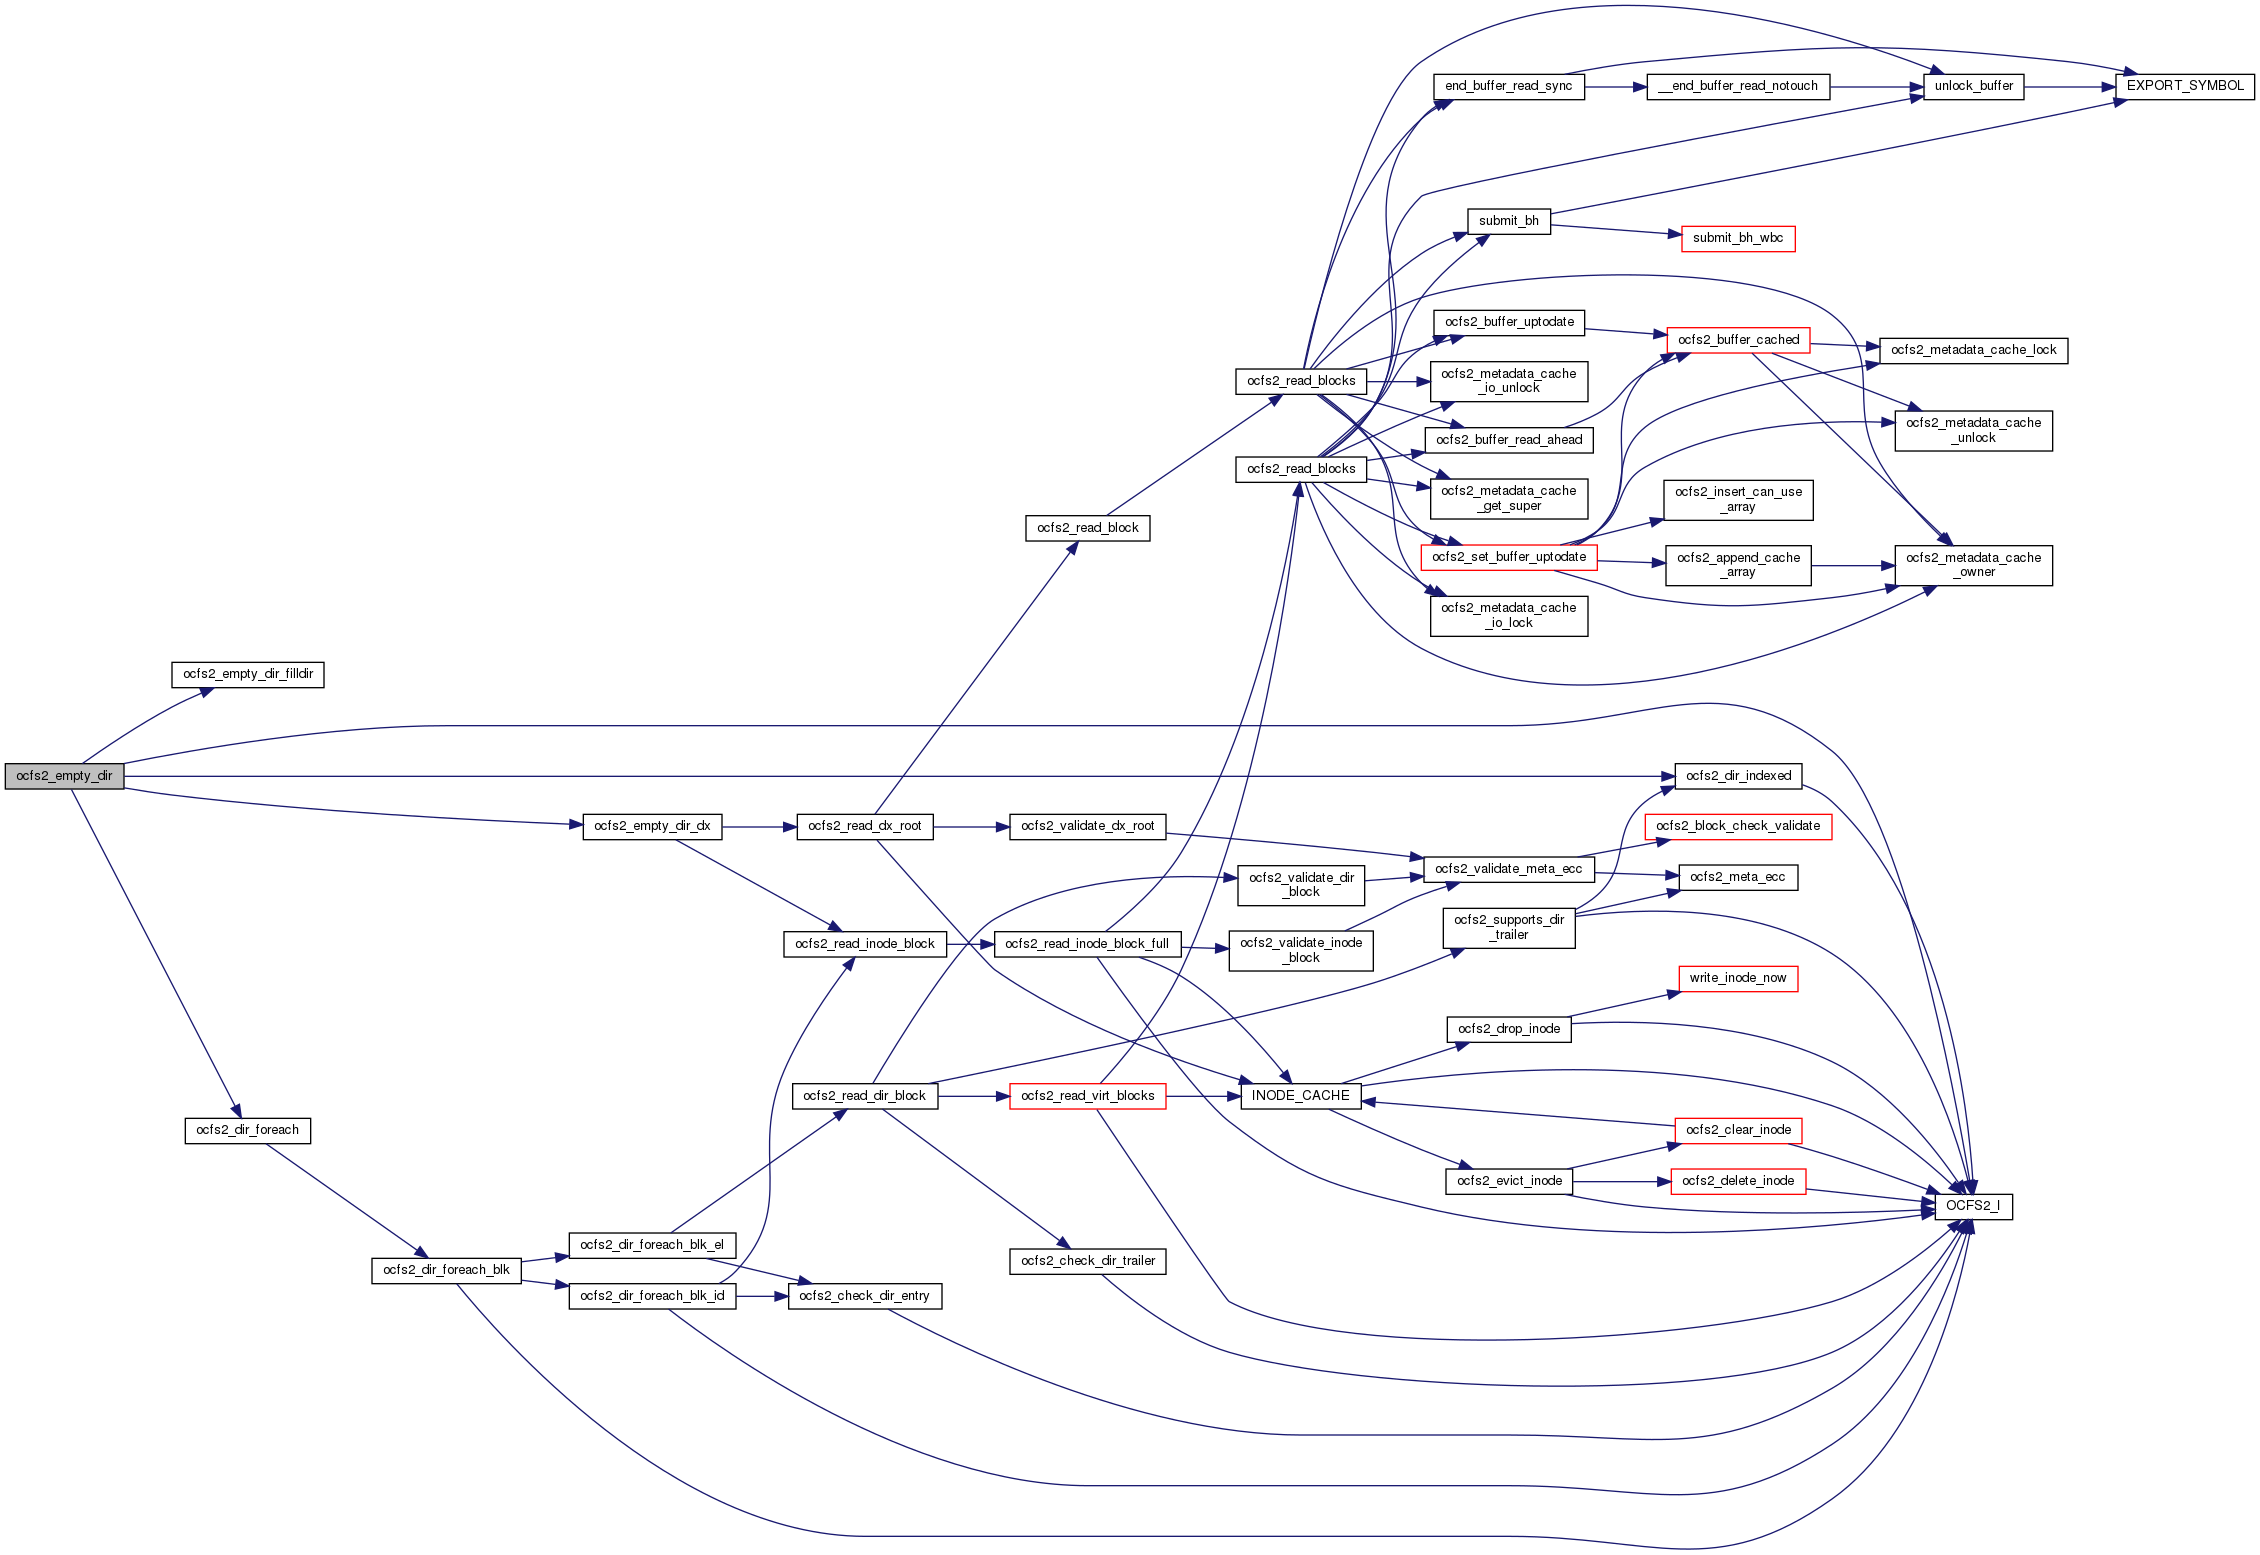 end_buffer_read_sync
__end_buffer_read_notouch
unlock_buffer
EXPORT_SYMBOL
submit_bh
submit_bh_wbc
ocfs2_buffer_uptodate
ocfs2_buffer_cached
ocfs2_metadata_cache_lock
ocfs2_read_blocks
ocfs2_metadata_cache
_io_unlock
ocfs2_metadata_cache
_unlock
ocfs2_buffer_read_ahead
ocfs2_read_blocks
ocfs2_metadata_cache
_get_super
ocfs2_insert_can_use
_array
ocfs2_read_block
ocfs2_set_buffer_uptodate
ocfs2_append_cache
_array
ocfs2_metadata_cache
_owner
ocfs2_metadata_cache
_io_lock
ocfs2_empty_dir_filldir
ocfs2_empty_dir
ocfs2_dir_indexed
ocfs2_empty_dir_dx
ocfs2_read_dx_root
ocfs2_validate_dx_root
ocfs2_block_check_validate
ocfs2_validate_meta_ecc
ocfs2_meta_ecc
ocfs2_validate_dir
_block
ocfs2_supports_dir
_trailer
ocfs2_read_inode_block
ocfs2_read_inode_block_full
ocfs2_validate_inode
_block
write_inode_now
ocfs2_drop_inode
ocfs2_read_dir_block
ocfs2_read_virt_blocks
INODE_CACHE
ocfs2_dir_foreach
ocfs2_clear_inode
ocfs2_evict_inode
ocfs2_delete_inode
OCFS2_I
ocfs2_dir_foreach_blk_el
ocfs2_check_dir_trailer
ocfs2_dir_foreach_blk
ocfs2_dir_foreach_blk_id
ocfs2_check_dir_entry